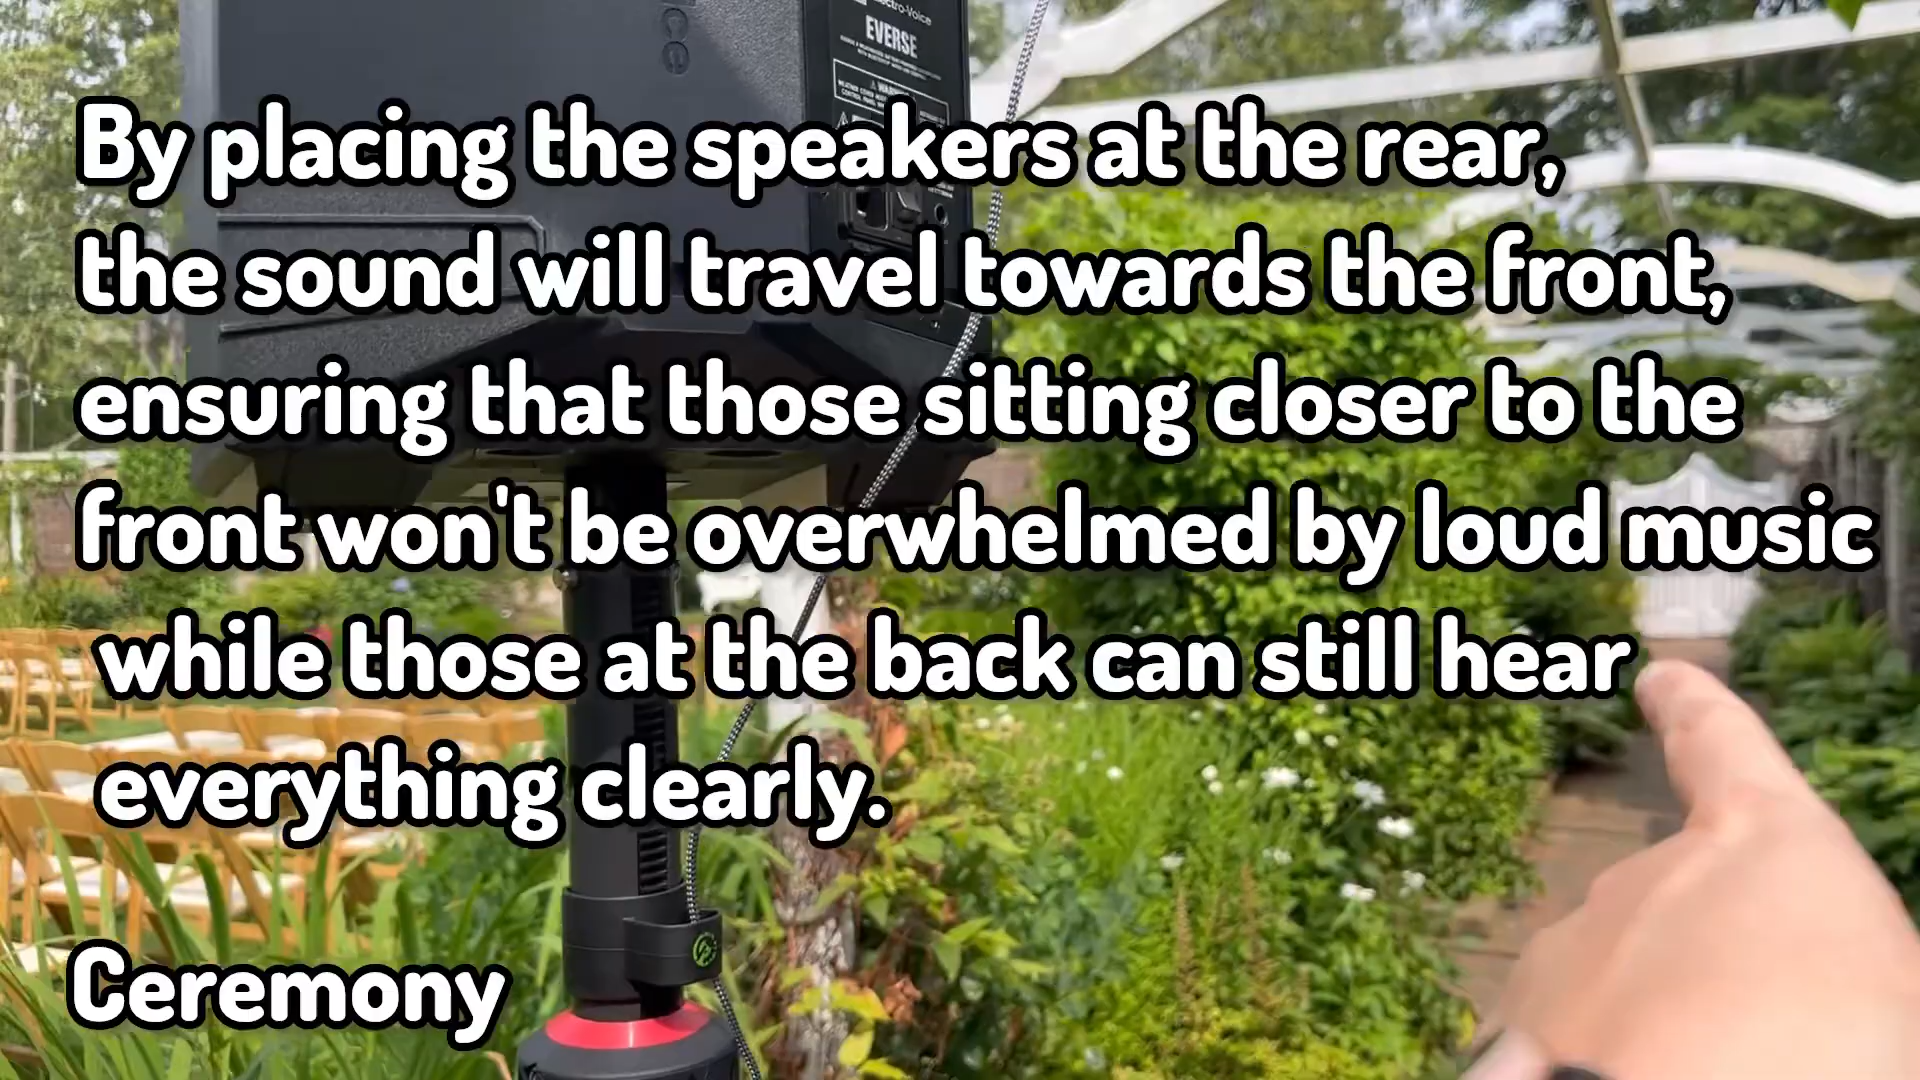 Electro-Voice
EVERSE
By placing the speakers at the rear,
the sound will travel towards the front,
ensuring that those sitting closer to the
front won't be overwhelmed by loud music
while those at the back can still hear
everything clearly.
Ceremony